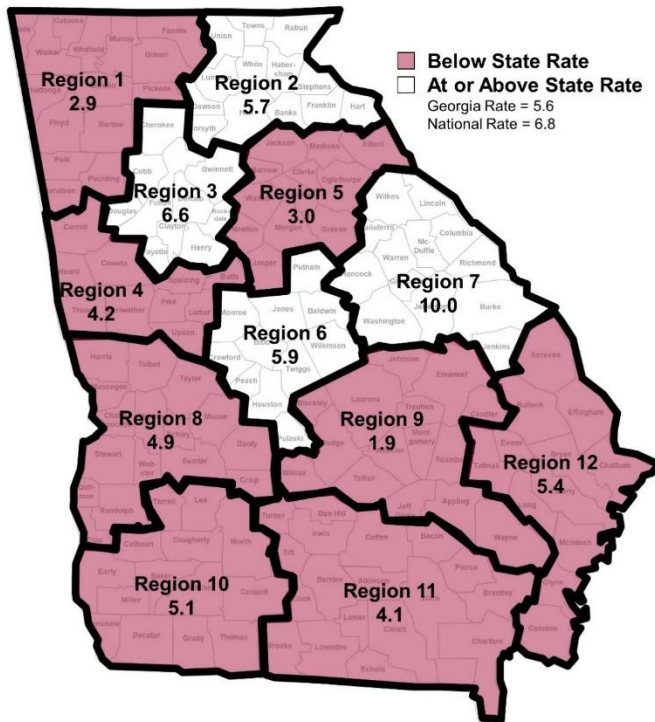 Below State Rate
At or Above State Rate
Georgia Rate = 5.6
National Rate = 6.8
Region 1
2.9
Region 2
5.7
Region 3
6.6
Region 4
4.2
Region 5
3.0
Region 6
5.9
Region 7
10.0
Region 8
4.9
Region 9
1.9
Region 10
5.1
Region 11
4.1
Region 12
5.4
Catoosa
Fannin
Murray
Walker
Whitfield
Gilmer
Pickens
Floyd
Bartow
Polk
Paulding
Towns
Rabun
Union
White
Stephens
Banks
Franklin
Hart
Cherokee
Cobb
Gwinnett
Douglas
Clayton
Henry
Jackson
Madison
Elbert
Clarke
Oglethorpe
Newton
Morgan
Greene
Jasper
Carroll
Heard
Coweta
Spalding
Butts
Pike
Lamar
Upson
Putnam
Monroe
Jones
Baldwin
Wilkinson
Crawford
Twiggs
Peach
Houston
Pulaski
Wilkes
Lincoln
Columbia
Warren
Richmond
Washington
Burke
Jenkins
Harris
Talbot
Taylor
Macon
Dooly
Stewart
Sumter
Crisp
Randolph
Johnson
Emanuel
Laurens
Treutlen
Candler
Wilcox
Telfair
Toombs
Appling
Wayne
Screven
Bulloch
Effingham
Evans
Bryan
Chatham
Tattnall
Long
McIntosh
Glynn
Camden
Terrell
Lee
Calhoun
Dougherty
Worth
Early
Miller
Colquitt
Decatur
Grady
Thomas
Turner
Ben Hill
Irwin
Coffee
Bacon
Tift
Pierce
Berrien
Atkinson
Cook
Brantley
Lanier
Clinch
Charlton
Brooks
Lowndes
Echols